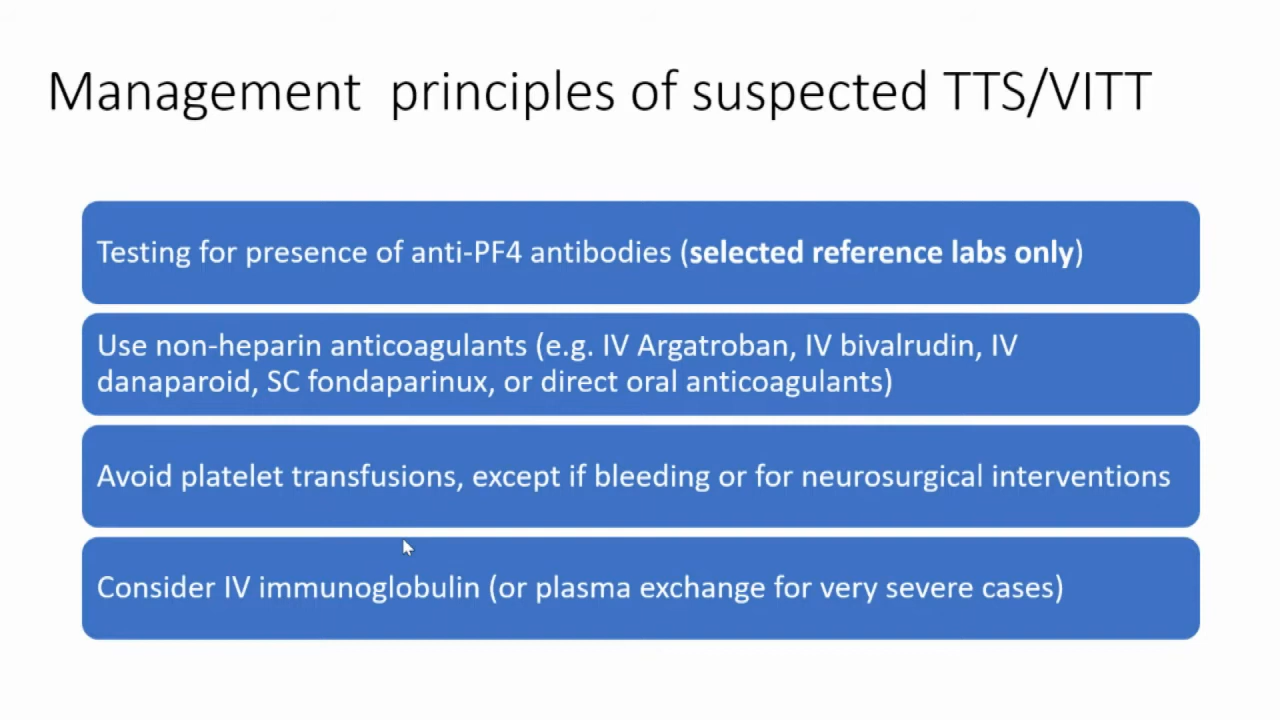 Management  principles of suspected TTS/VITT
Testing for presence of anti-PF4 antibodies (selected reference labs only)
Use non-heparin anticoagulants (e.g. IV Argatroban, IV bivalrudin, IV
danaparoid, SC fondaparinux, or direct oral anticoagulants)
Avoid platelet transfusions, except if bleeding or for neurosurgical interventions
Consider IV immunoglobulin (or plasma exchange for very severe cases)